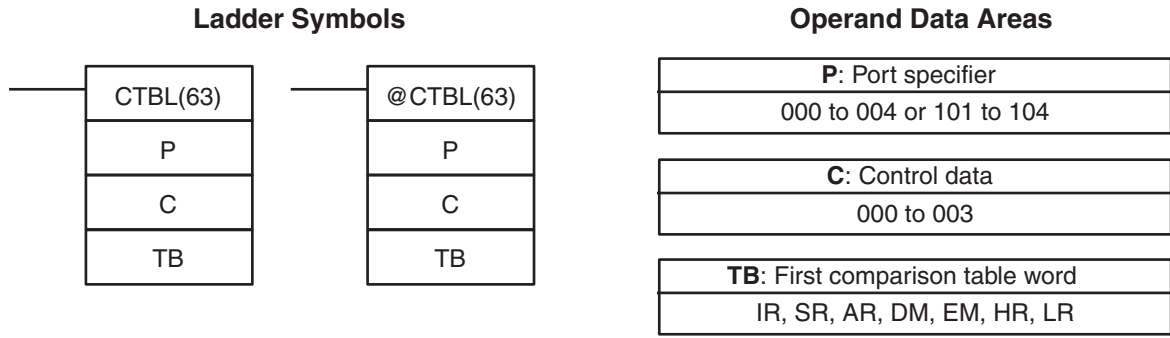 Ladder Symbols
CTBL(63)
P
C
TB
@CTBL(63)
P
C
TB
Operand Data Areas
P: Port specifier
000 to 004 or 101 to 104
C: Control data
000 to 003
TB: First comparison table word
IR, SR, AR, DM, EM, HR, LR